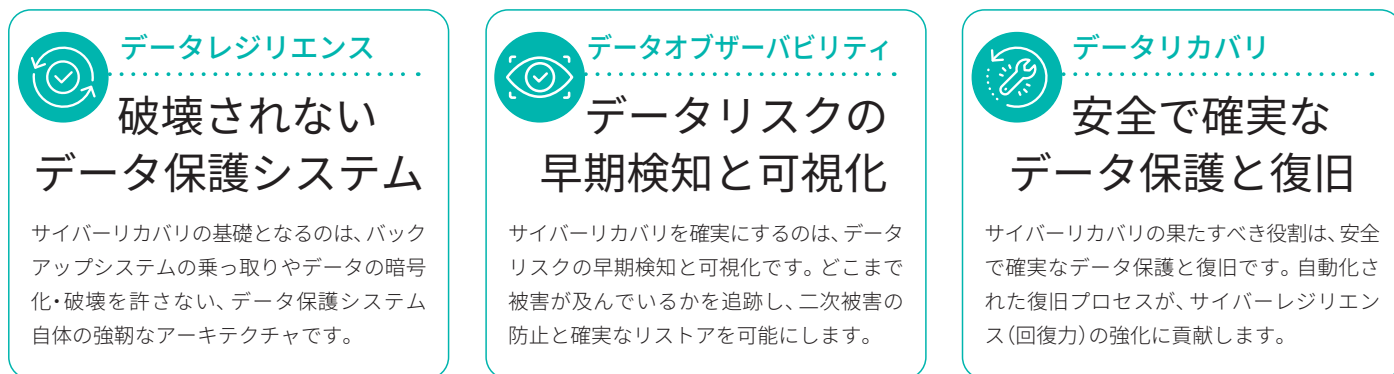 データレジリエンス
破壊されない
データ保護システム
サイバーリカバリの基礎となるのは、バック
アップシステムの乗っ取りやデータの暗号
化・破壊を許さない、データ保護システム
自体の強靭なアーキテクチャです。
データオブザーバビリティ
データリスクの
早期検知と可視化
サイバーリカバリを確実にするのは、データ
リスクの早期検知と可視化です。どこまで
被害が及んでいるかを追跡し、二次被害の
防止と確実なリストアを可能にします。
データリカバリ
安全で確実な
データ保護と復旧
サイバーリカバリの果たすべき役割は、安全
で確実なデータ保護と復旧です。自動化さ
れた復旧プロセスが、サイバーレジリエン
ス(回復力)の強化に貢献します。